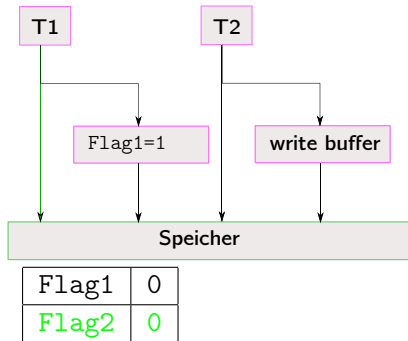 T1 T2
Flag1=1 write buffer
Speicher
Flag1 0
Flag2 0